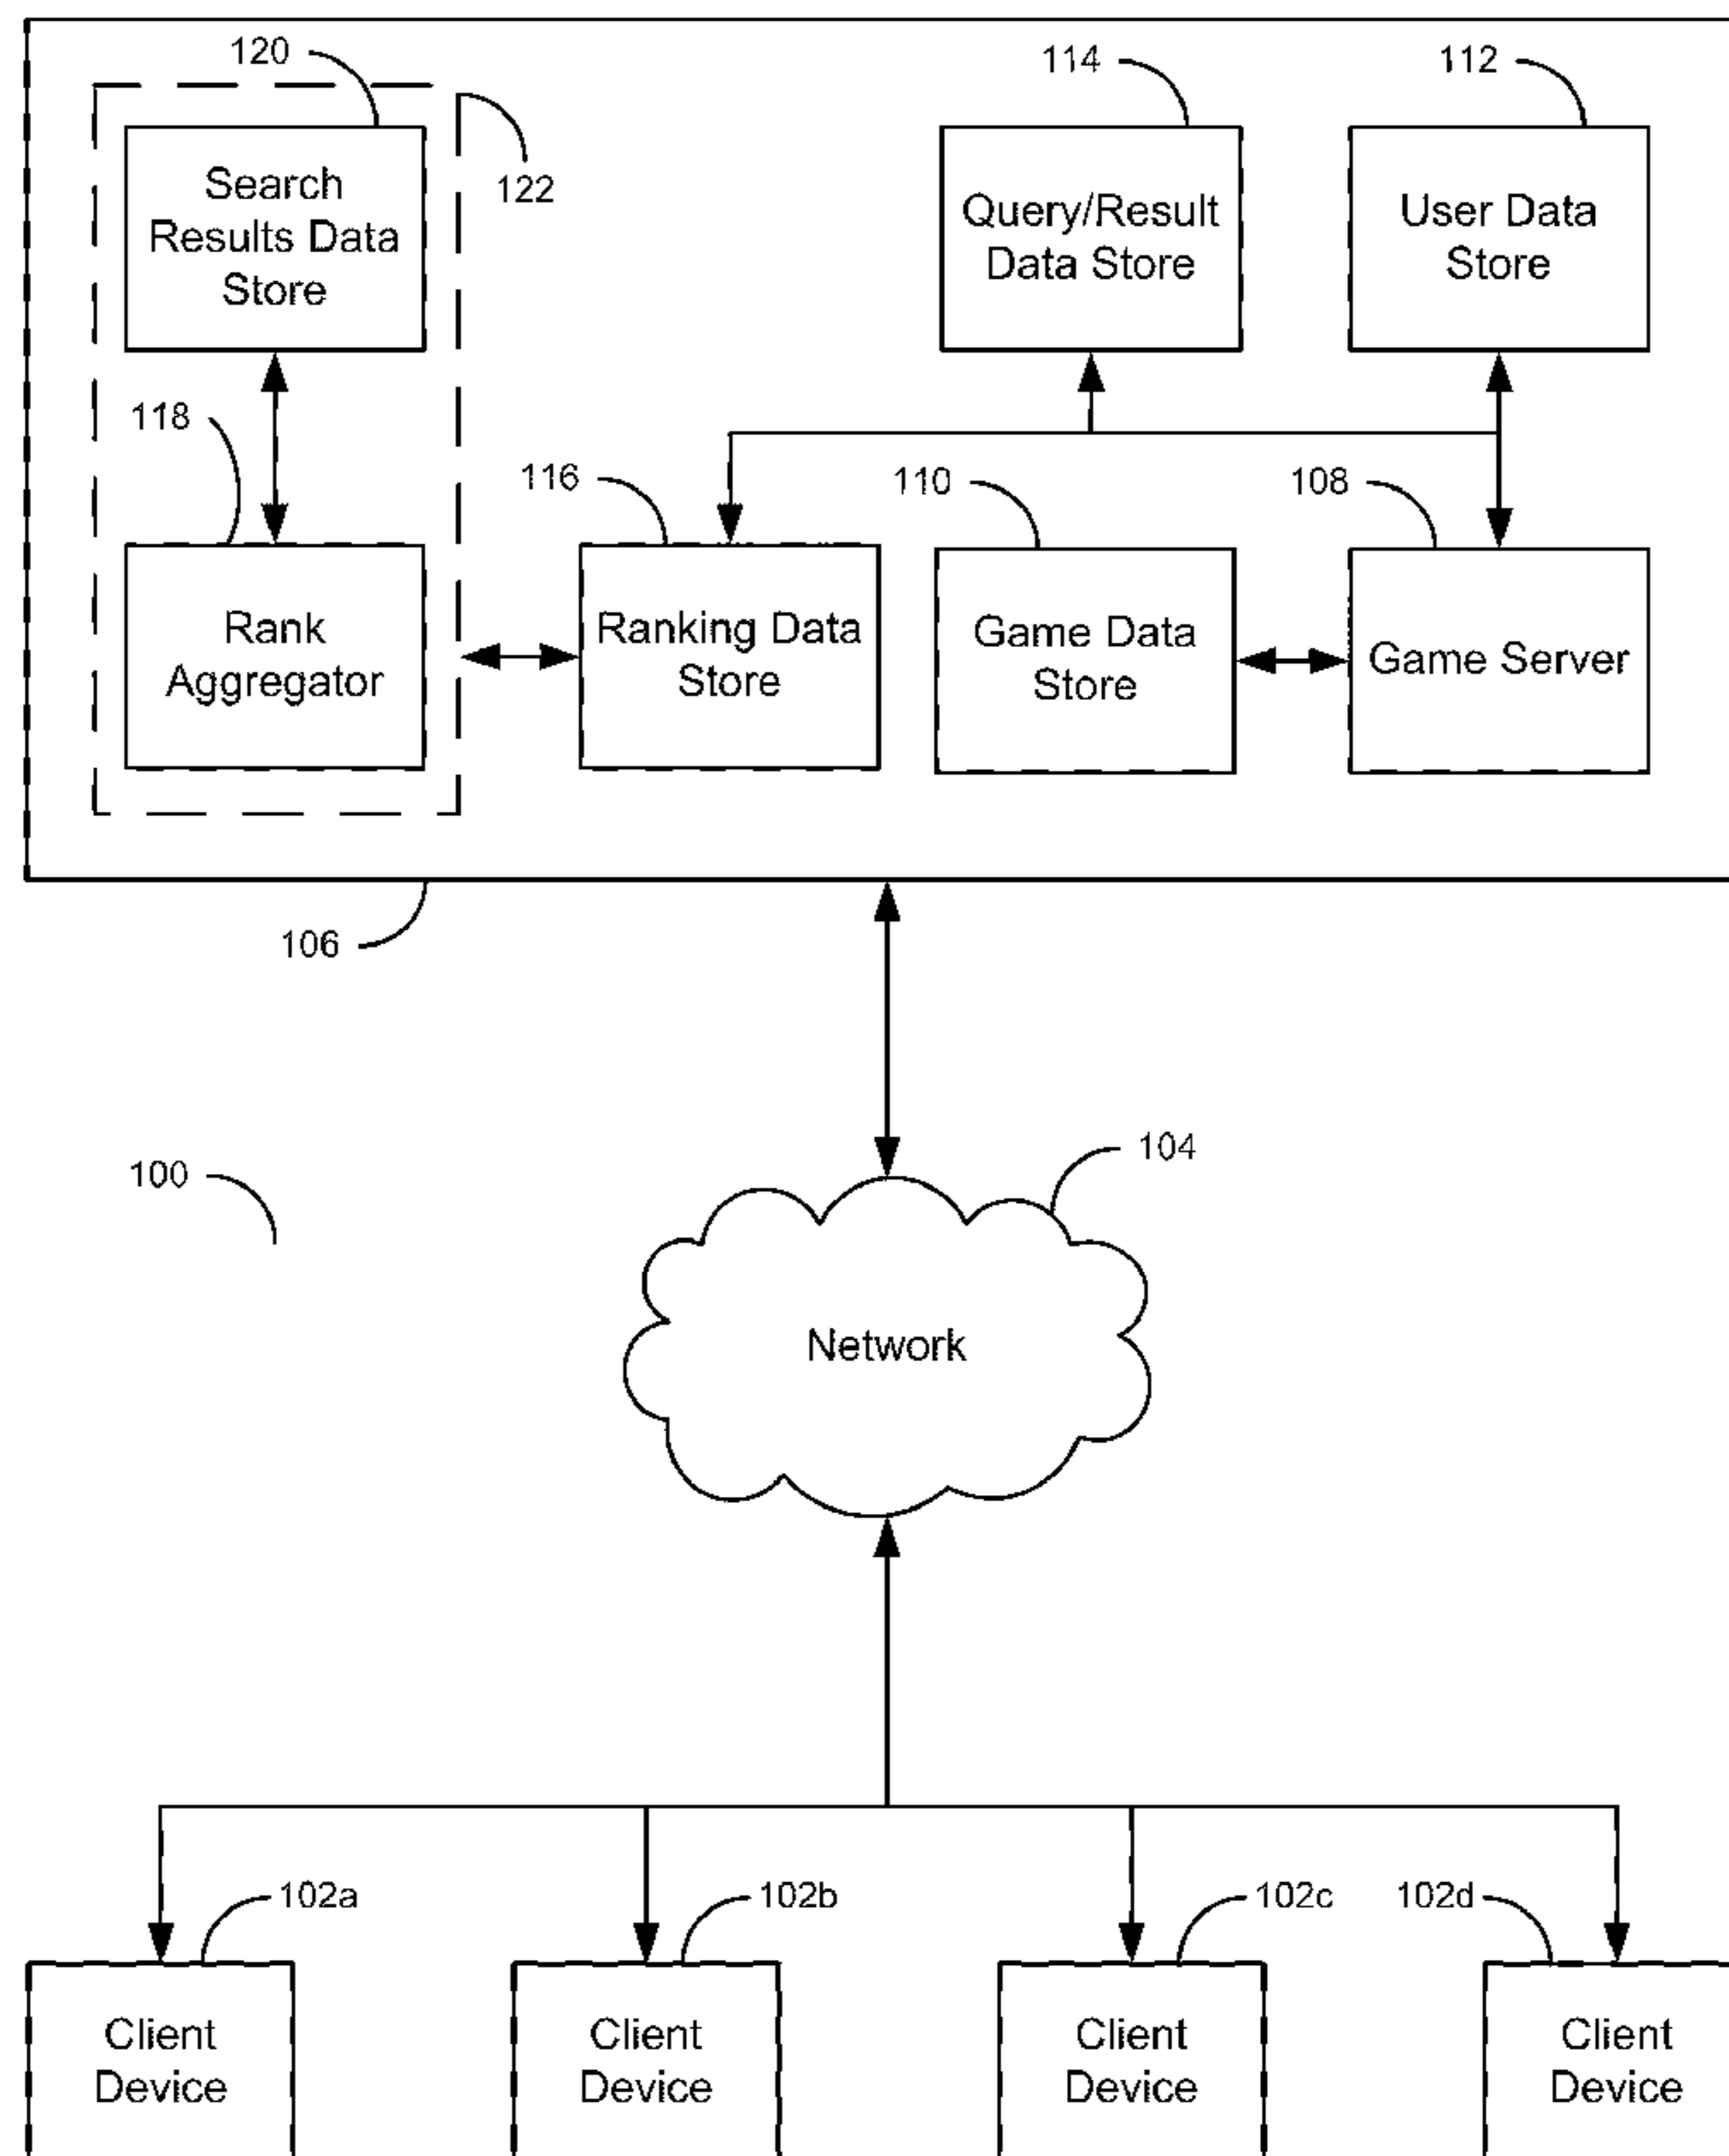 120
114
112
Search
Results Data
Store
122
Query/Result
Data Store
User Data
Store
118
116
110
108
Rank
Aggregator
Ranking Data
Store
Game Data
Store
Game Server
106
100
104
Network
102a
102b
102c
102d
Client
Device
Client
Device
Client
Device
Client
Device